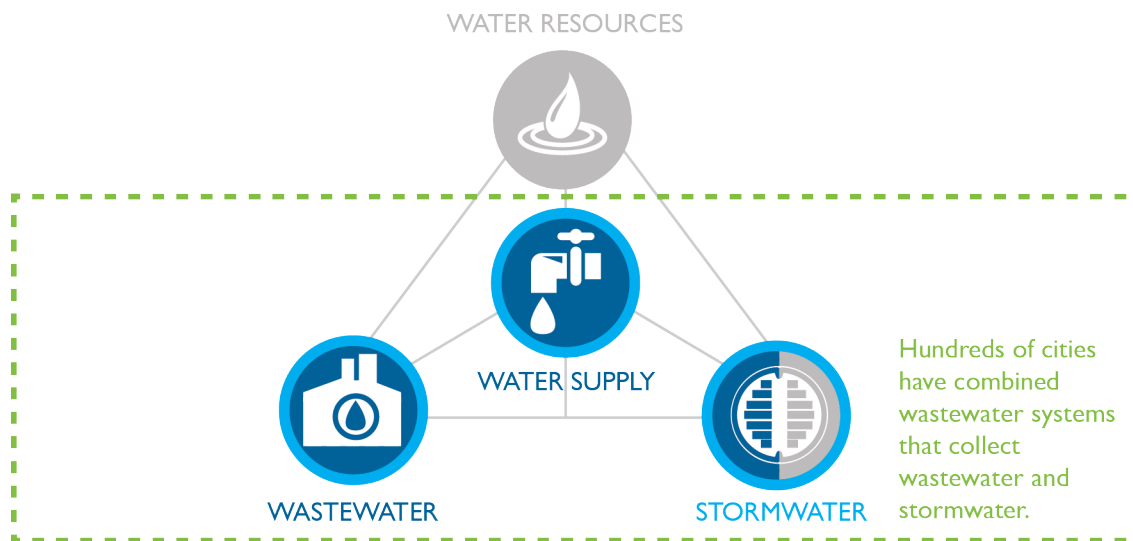 WATER RESOURCES
WATER SUPPLY
WASTEWATER
STORMWATER
Hundreds of cities
have combined
wastewater systems
that collect
wastewater and
stormwater.